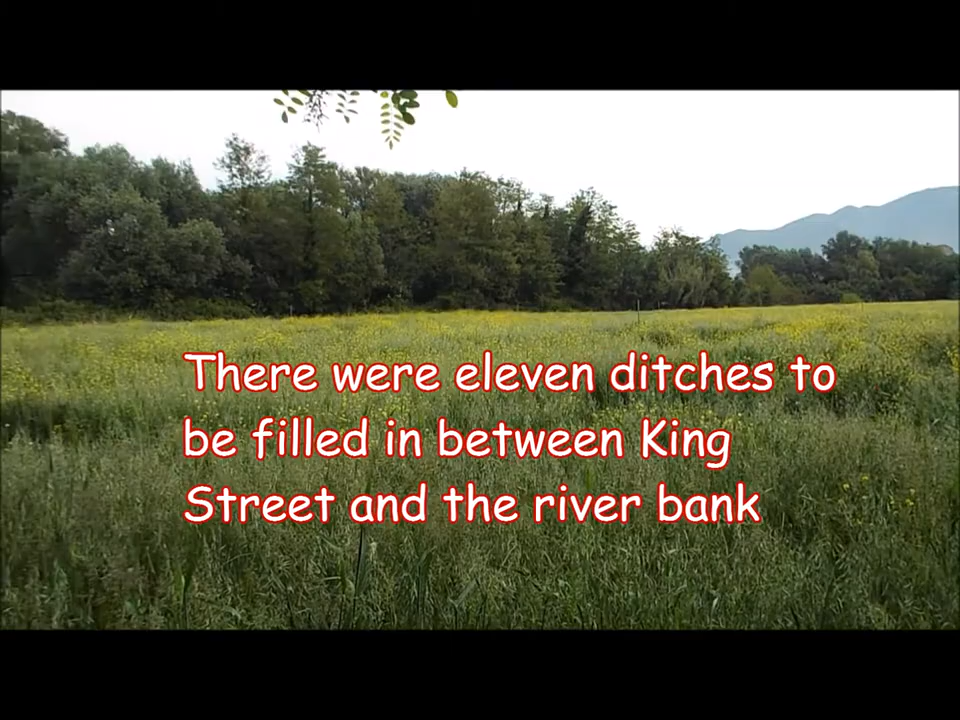 There were eleven ditches to
be filled in between King
Street and the river bank